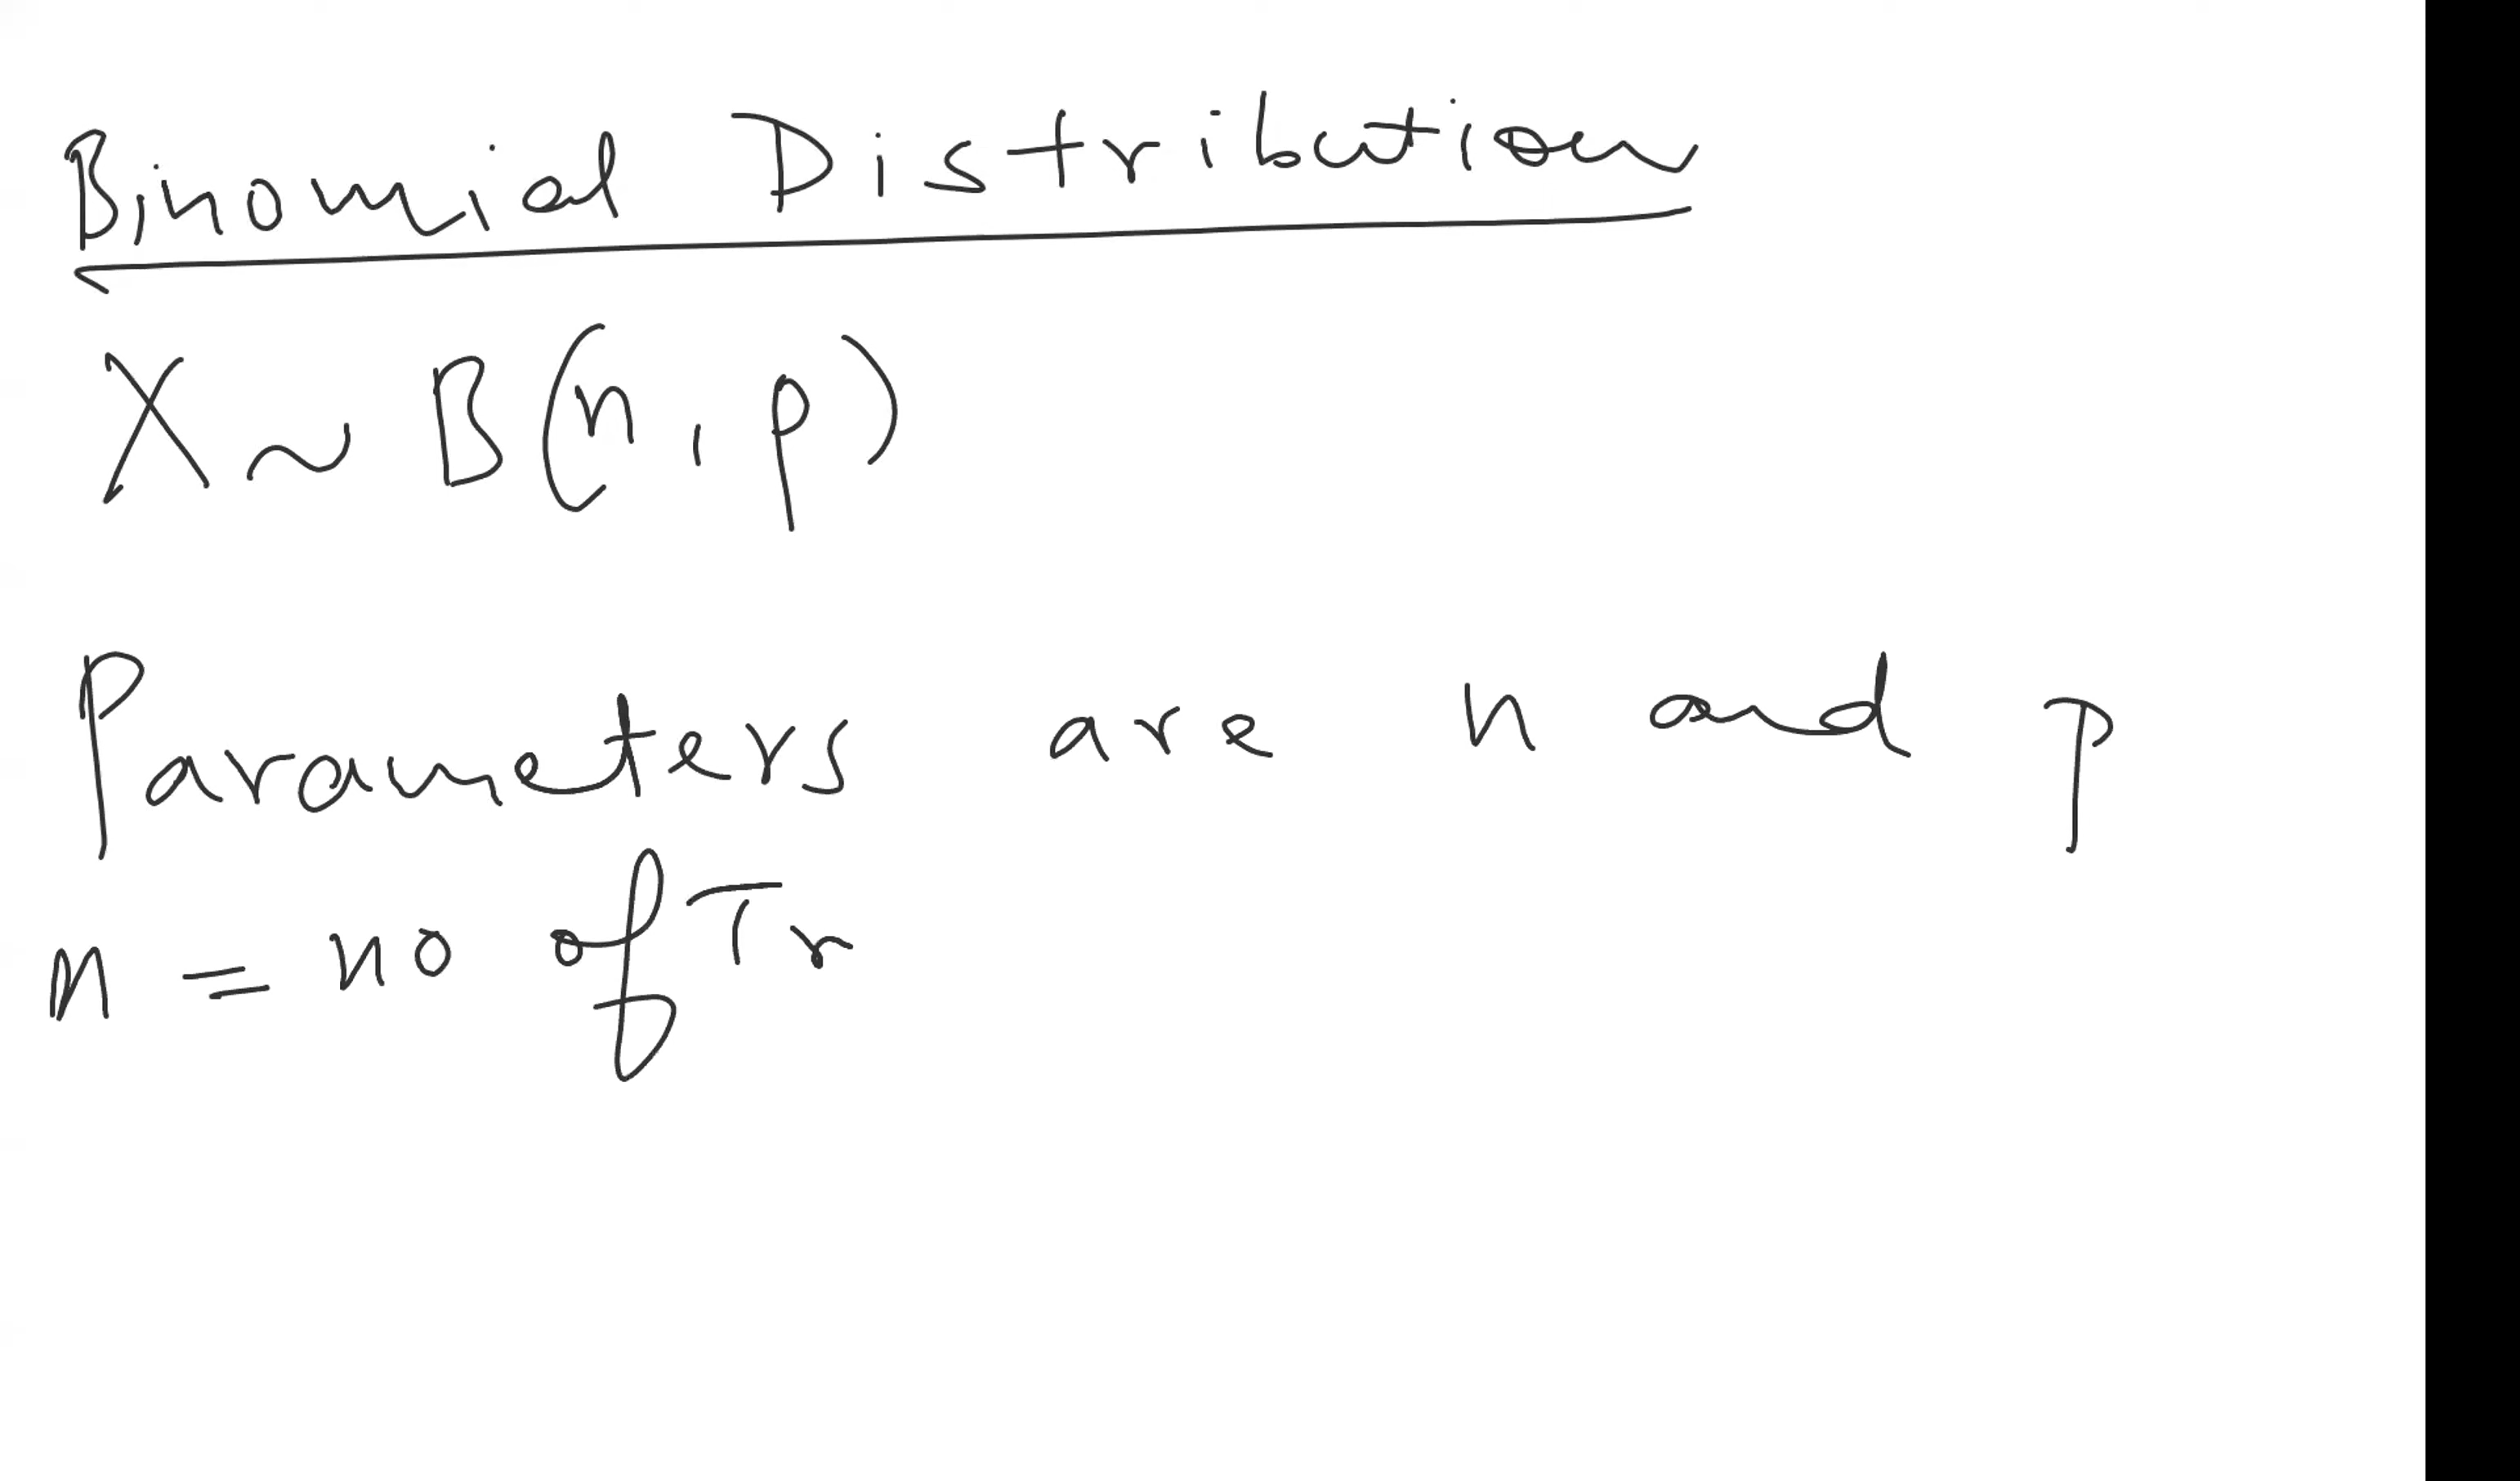 Binomial Distribution
X ~ B(n, p)
Parameters are n and p
n = no of Tr